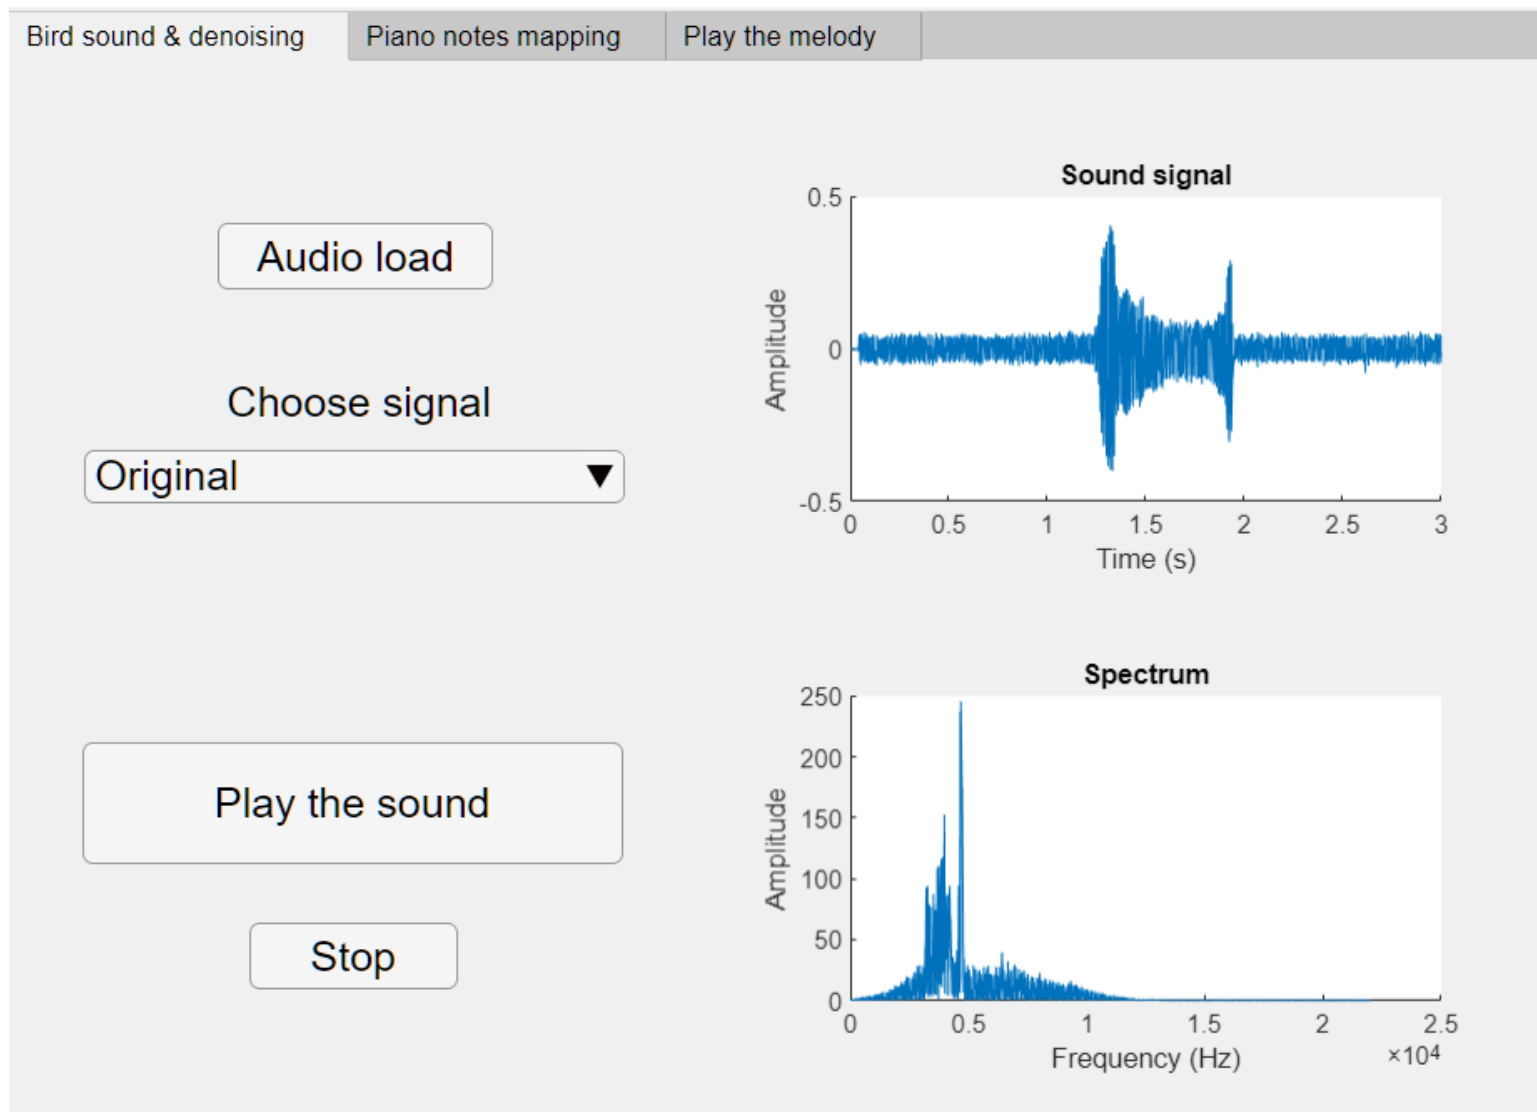 Bird sound & denoising
Piano notes mapping
Play the melody
Audio load
Choose signal
Original
Play the sound
Stop
Sound signal
0.5
0
-0.5
Amplitude
0 0.5 1 1.5 2 2.5 3
Time (s)
Spectrum
250
200
150
100
50
0
Amplitude
0 0.5 1 1.5 2 2.5
×10⁴
Frequency (Hz)